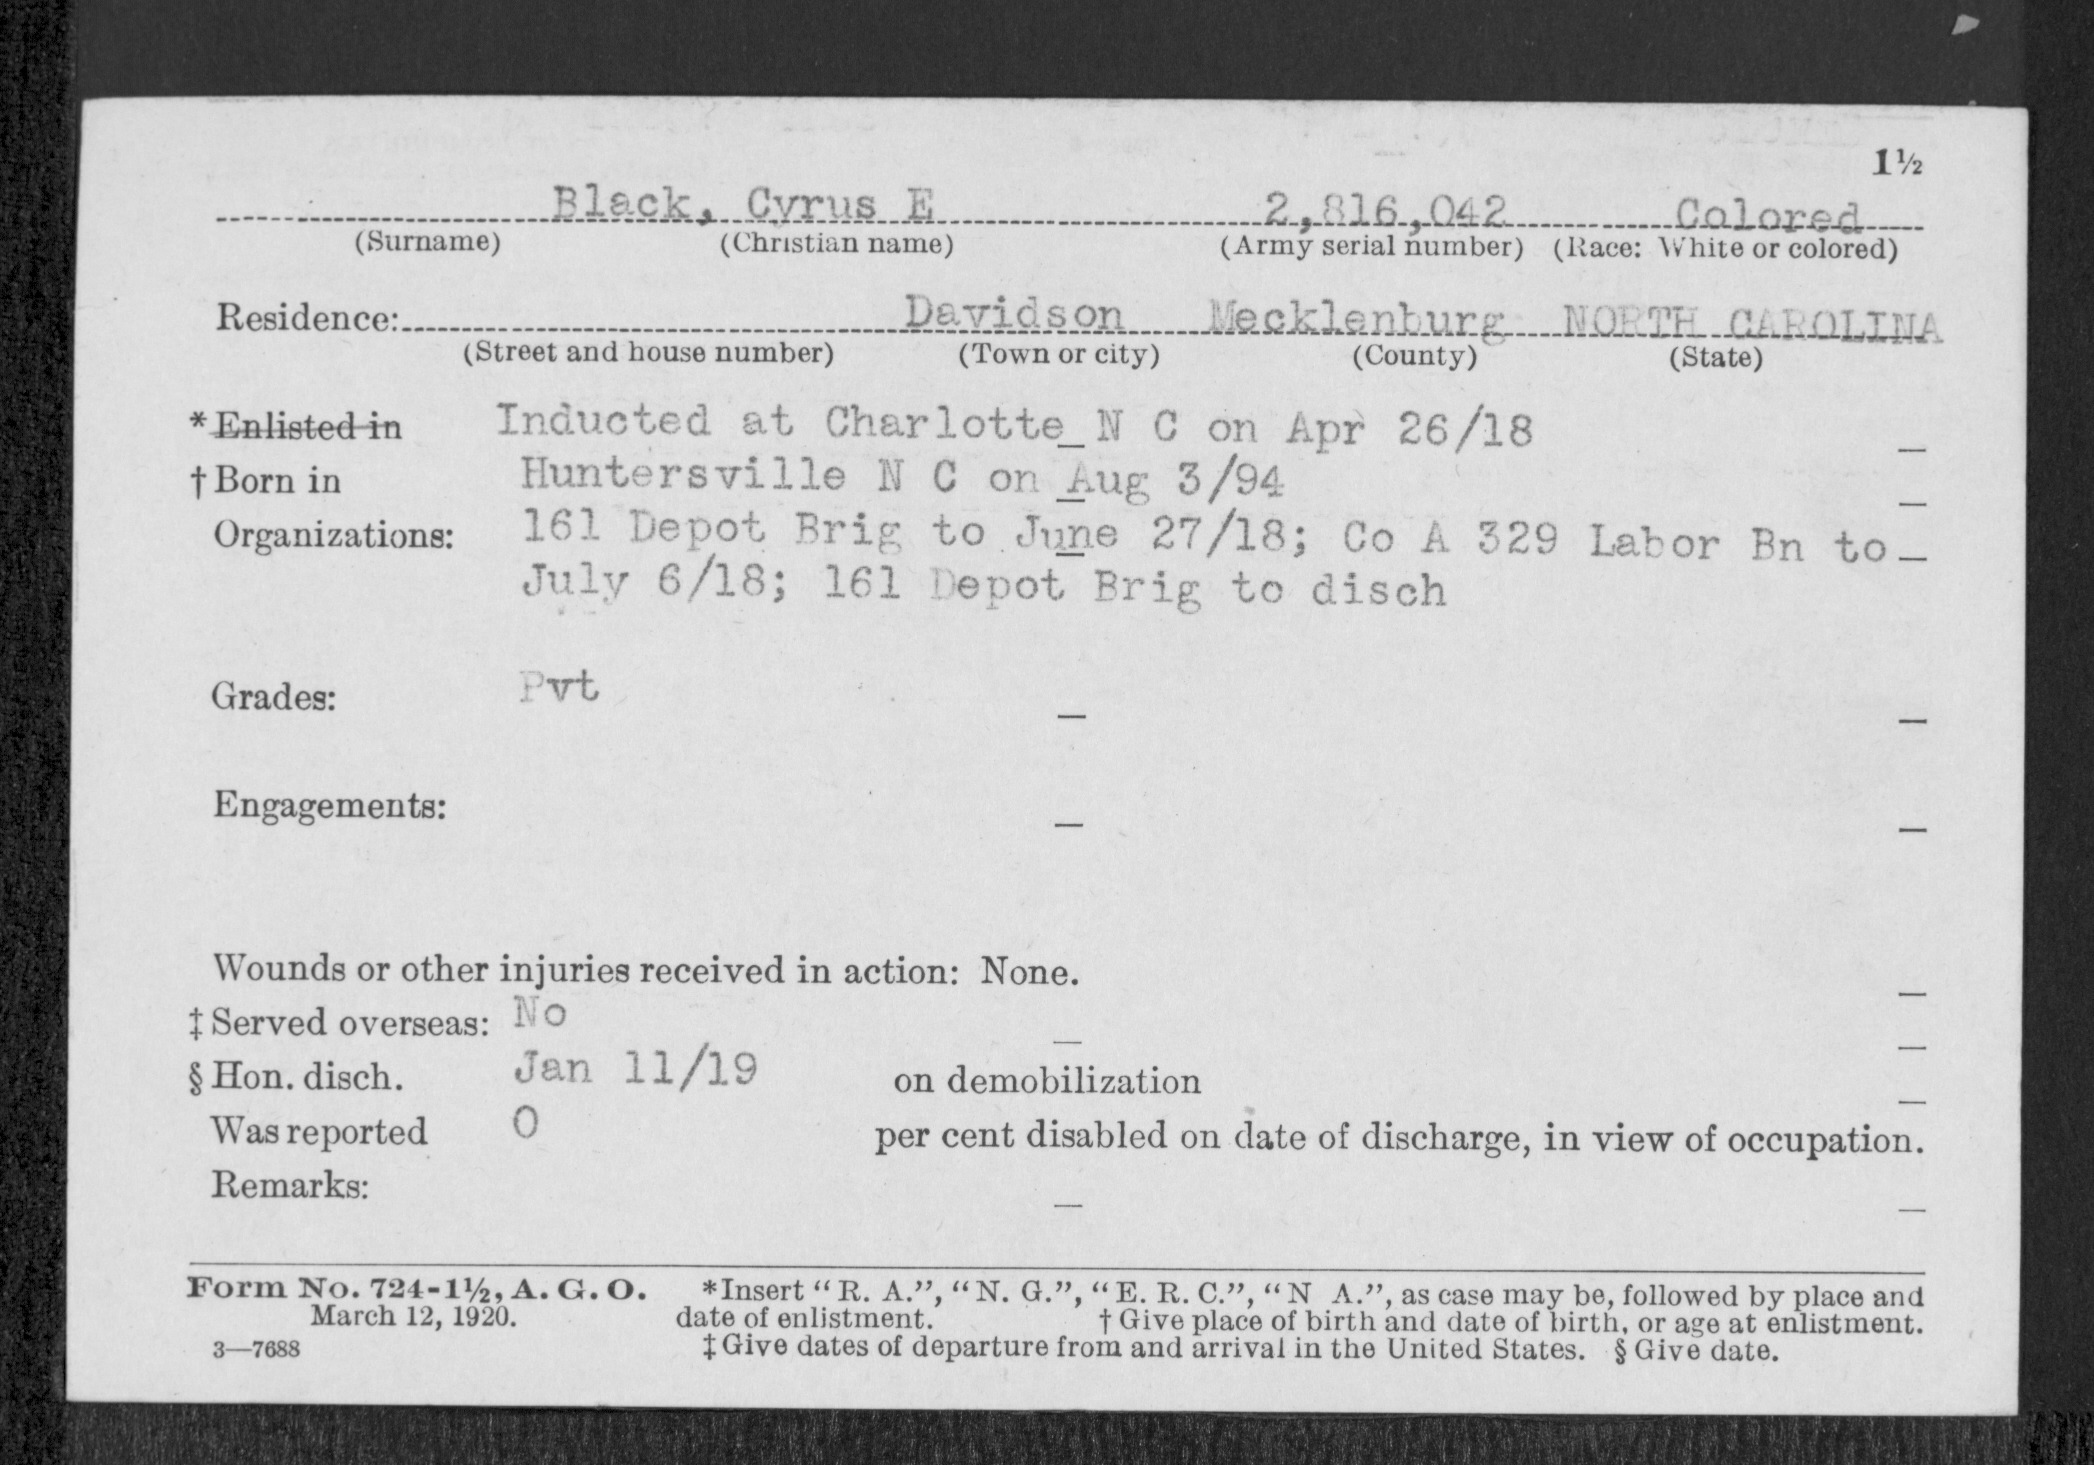 1½
Black, Cyrus E 2,816,042 Colored
(Surname) (Christian name) (Army serial number) (Race: White or colored)
Residence: Davidson Mecklenburg NORTH CAROLINA
(Street and house number) (Town or city) (County) (State)
*Enlisted in Inducted at Charlotte N C on Apr 26/18
†Born in Huntersville N C on Aug 3/94
Organizations: 161 Depot Brig to June 27/18; Co A 329 Labor Bn to
July 6/18; 161 Depot Brig to disch
Grades: Pvt
Engagements:
Wounds or other injuries received in action: None.
‡Served overseas: No
§Hon. disch. Jan 11/19 on demobilization
Was reported 0 per cent disabled on date of discharge, in view of occupation.
Remarks:
Form No. 724-1½, A. G. O. *Insert "R. A.", "N. G.", "E. R. C.", "N A.", as case may be, followed by place and
March 12, 1920. date of enlistment. †Give place of birth and date of birth, or age at enlistment.
3—7688 ‡Give dates of departure from and arrival in the United States. §Give date.